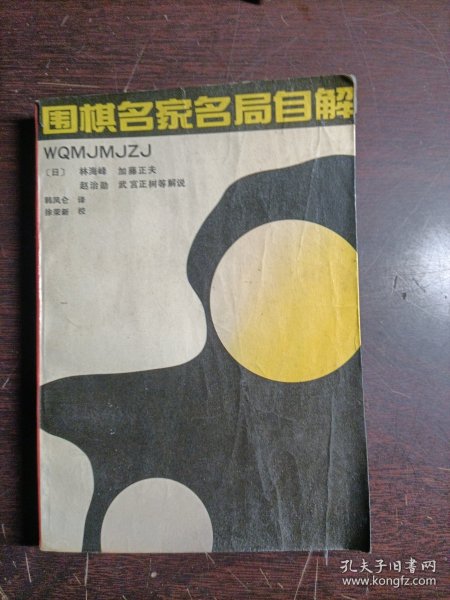 围棋名家名局自解
WQMJMJZJ
〔日〕 林海峰 加藤正夫
赵治勋 武宫正树等解说
韩凤仑 译
徐荣新 校
孔夫子旧书网
www.kongfz.com